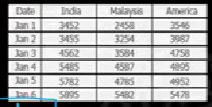 Date India Malaysia America
Jan 1 3452 2458 3546
Jan 2 3455 3254 3987
Jan 3 4562 3584 4758
Jan 4 5485 4587 4895
Jan 5 5782 4785 4952
Jan 6 5895 5482 5478